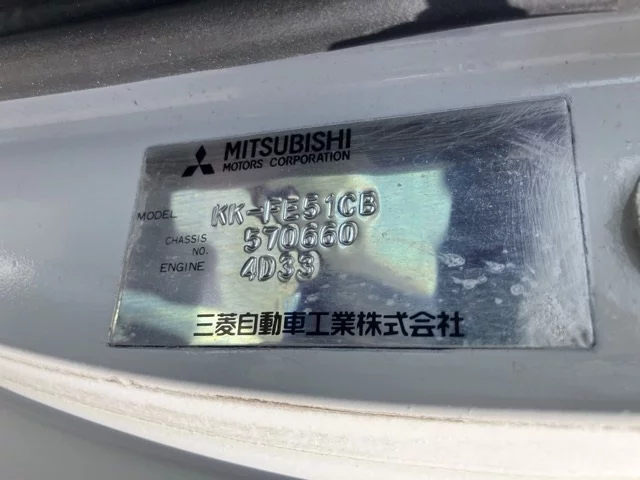 MITSUBISHI
MOTORS CORPORATION
MODEL KK-FE51CB
CHASSIS NO. 570660
ENGINE 4D33
三菱自動車工業株式会社